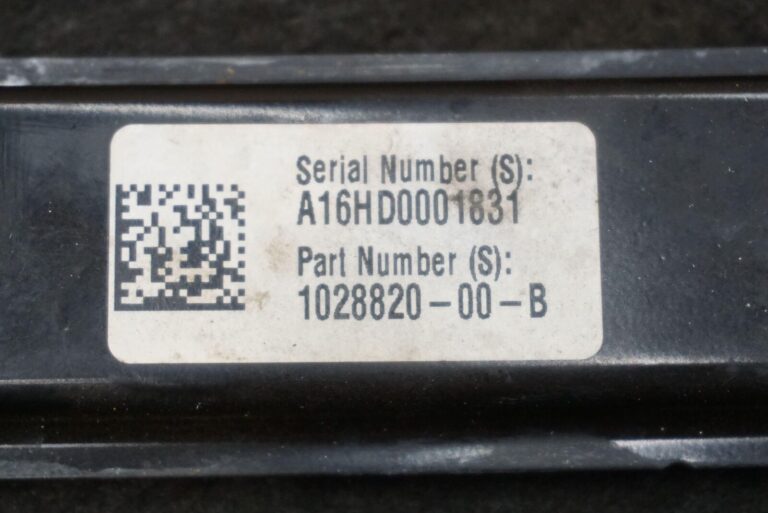 Serial Number (S):
A16HD0001831
Part Number (S):
1028820-00-B